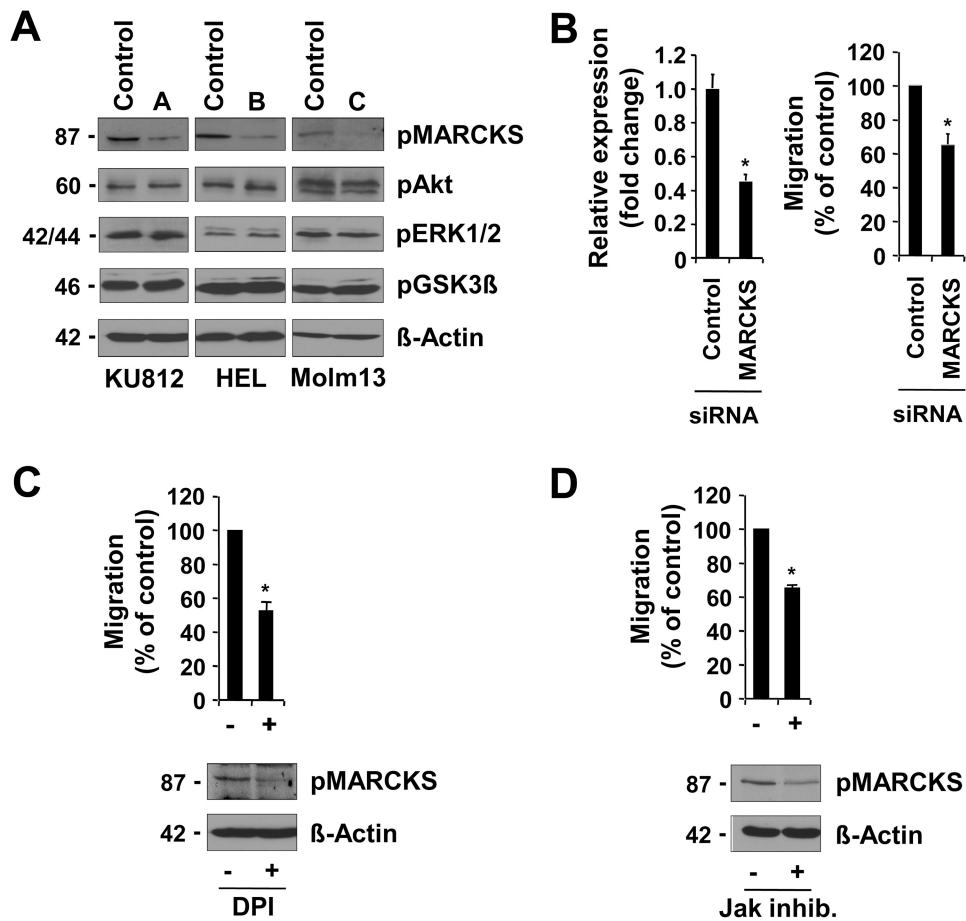 A
Control
A
Control
B
Control
C
87 -
pMARCKS
60 -
pAkt
42/44 -
pERK1/2
46 -
pGSK3ß
42 -
ß-Actin
KU812
HEL
Molm13
B
Relative expression
(fold change)
1.2
1.0
0.8
0.6
0.4
0.2
0
*
Control
MARCKS
siRNA
Migration
(% of control)
120
100
80
60
40
20
0
*
Control
MARCKS
siRNA
C
Migration
(% of control)
120
100
80
60
40
20
0
*
- +
87 -
pMARCKS
42 -
ß-Actin
- +
DPI
D
Migration
(% of control)
120
100
80
60
40
20
0
*
- +
87 -
pMARCKS
42 -
ß-Actin
- +
Jak inhib.